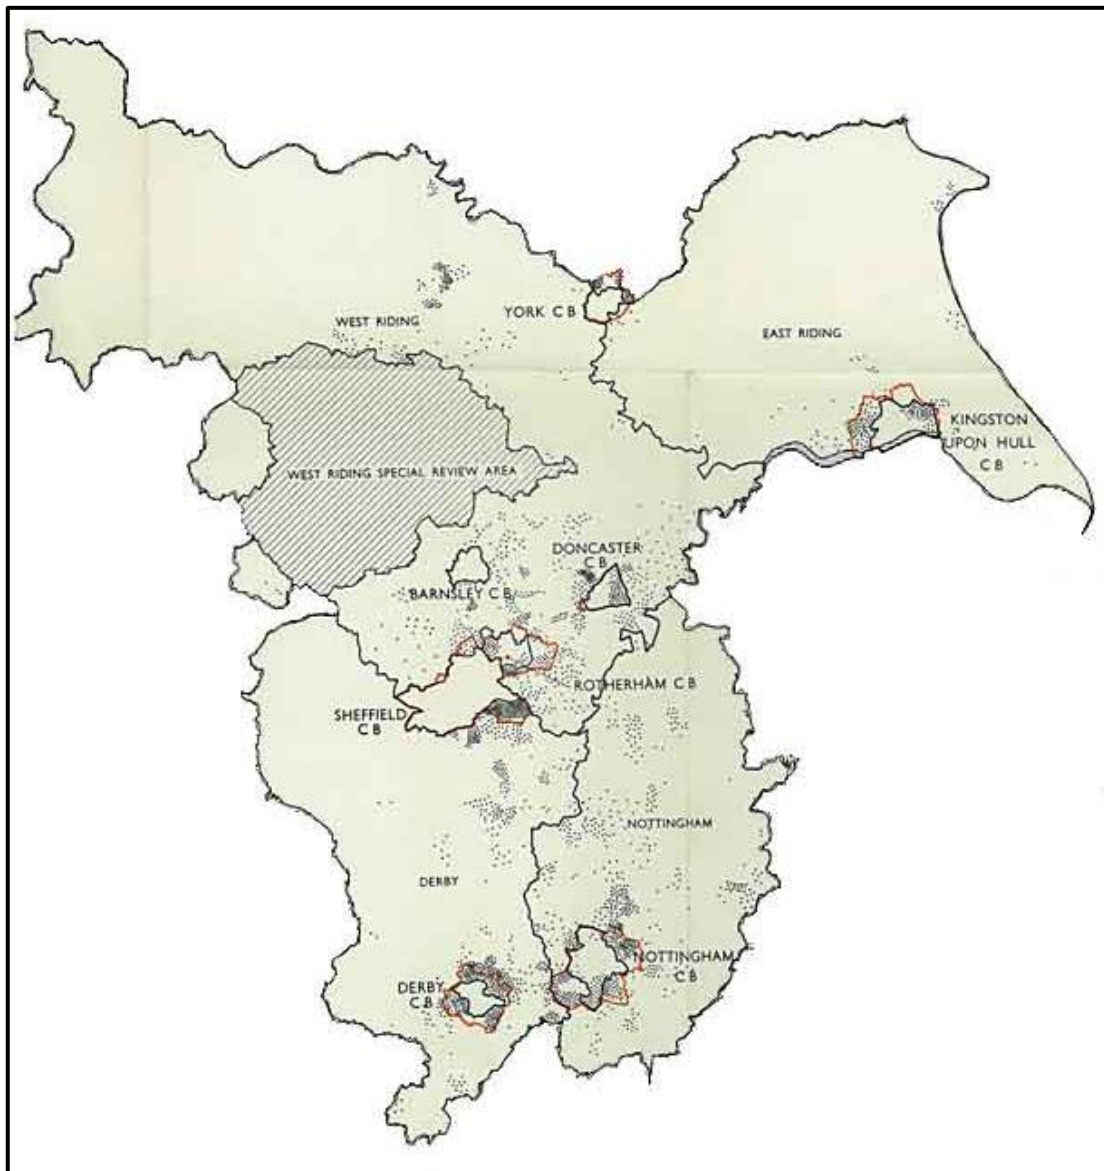 YORK C B
WEST RIDING
EAST RIDING
KINGSTON
UPON HULL
C B
WEST RIDING SPECIAL REVIEW AREA
DONCASTER
C B
BARNSLEY C B
ROTHERHAM C B
SHEFFIELD
C B
NOTTINGHAM
DERBY
NOTTINGHAM
C B
DERBY
C B